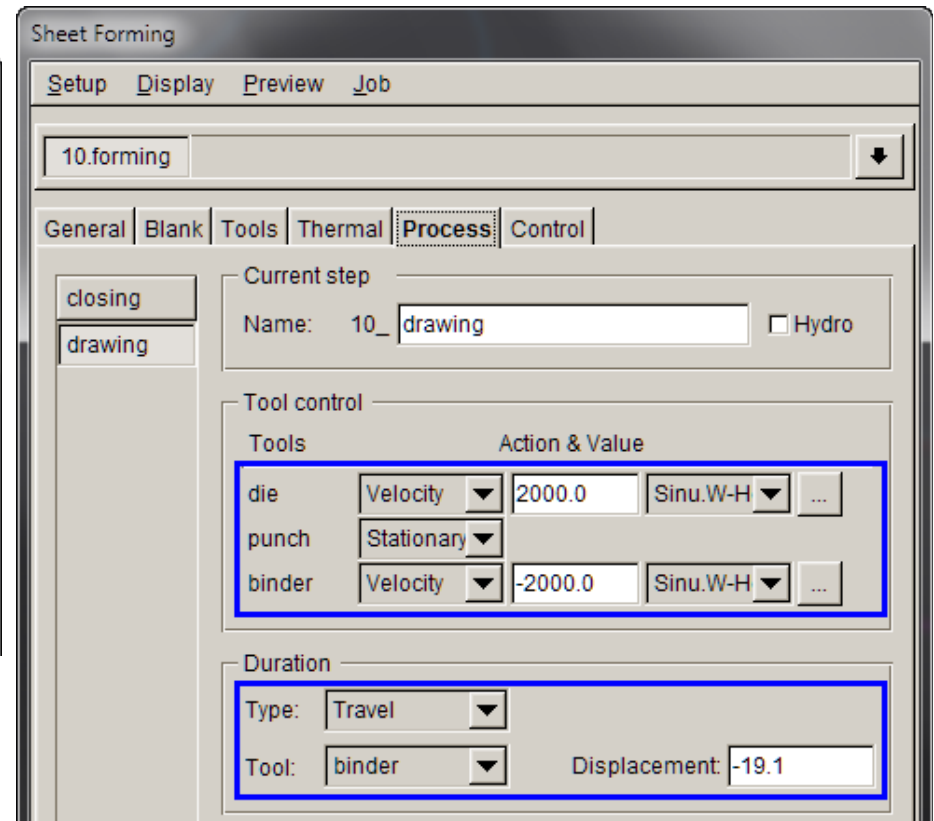 Sheet Forming
Setup Display Preview Job
10.forming
General Blank Tools Thermal Process Control
closing
drawing
Current step
Name: 10_ drawing Hydro
Tool control
Tools Action & Value
die Velocity 2000.0 Sinu.W-H ...
punch Stationary
binder Velocity -2000.0 Sinu.W-H ...
Duration
Type: Travel
Tool: binder Displacement: -19.1